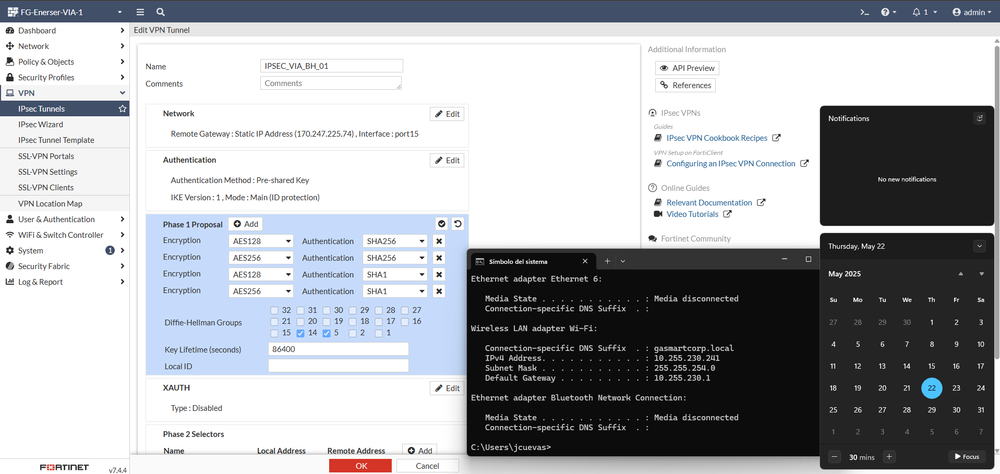 FG-Enerser-VIA-1
>_
1
admin
Dashboard
Network
Policy & Objects
Security Profiles
VPN
IPsec Tunnels
IPsec Wizard
IPsec Tunnel Template
SSL-VPN Portals
SSL-VPN Settings
SSL-VPN Clients
VPN Location Map
User & Authentication
WiFi & Switch Controller
System 1
Security Fabric
Log & Report
FORTINET v7.4.4
Edit VPN Tunnel
Name IPSEC_VIA_BH_01
Comments Comments
Network Edit
Remote Gateway : Static IP Address (170.247.225.74) , Interface : port15
Authentication Edit
Authentication Method : Pre-shared Key
IKE Version : 1 , Mode : Main (ID protection)
Phase 1 Proposal Add
Encryption AES128 Authentication SHA256
Encryption AES256 Authentication SHA256
Encryption AES128 Authentication SHA1
Encryption AES256 Authentication SHA1
Diffie-Hellman Groups
32 31 30 29 28 27
21 20 19 18 17 16
15 14 5 2 1
Key Lifetime (seconds) 86400
Local ID
XAUTH Edit
Type : Disabled
Phase 2 Selectors
Name Local Address Remote Address Add
OK Cancel
Additional Information
API Preview
References
IPsec VPNs
Guides
IPsec VPN Cookbook Recipes
VPN Setup on FortiClient
Configuring an IPsec VPN Connection
Online Guides
Relevant Documentation
Video Tutorials
Fortinet Community
Símbolo del sistema
Ethernet adapter Ethernet 6:
Media State . . . . . . . . . . . : Media disconnected
Connection-specific DNS Suffix  . :
Wireless LAN adapter Wi-Fi:
Connection-specific DNS Suffix  . : gasmartcorp.local
IPv4 Address. . . . . . . . . . . : 10.255.230.241
Subnet Mask . . . . . . . . . . . : 255.255.254.0
Default Gateway . . . . . . . . . : 10.255.230.1
Ethernet adapter Bluetooth Network Connection:
Media State . . . . . . . . . . . : Media disconnected
Connection-specific DNS Suffix  . :
C:\Users\jcuevas>
Notifications
No new notifications
Thursday, May 22
May 2025
Su Mo Tu We Th Fr Sa
27 28 29 30 1 2 3
4 5 6 7 8 9 10
11 12 13 14 15 16 17
18 19 20 21 22 23 24
25 26 27 28 29 30 31
1 2 3 4 5 6 7
30 mins Focus